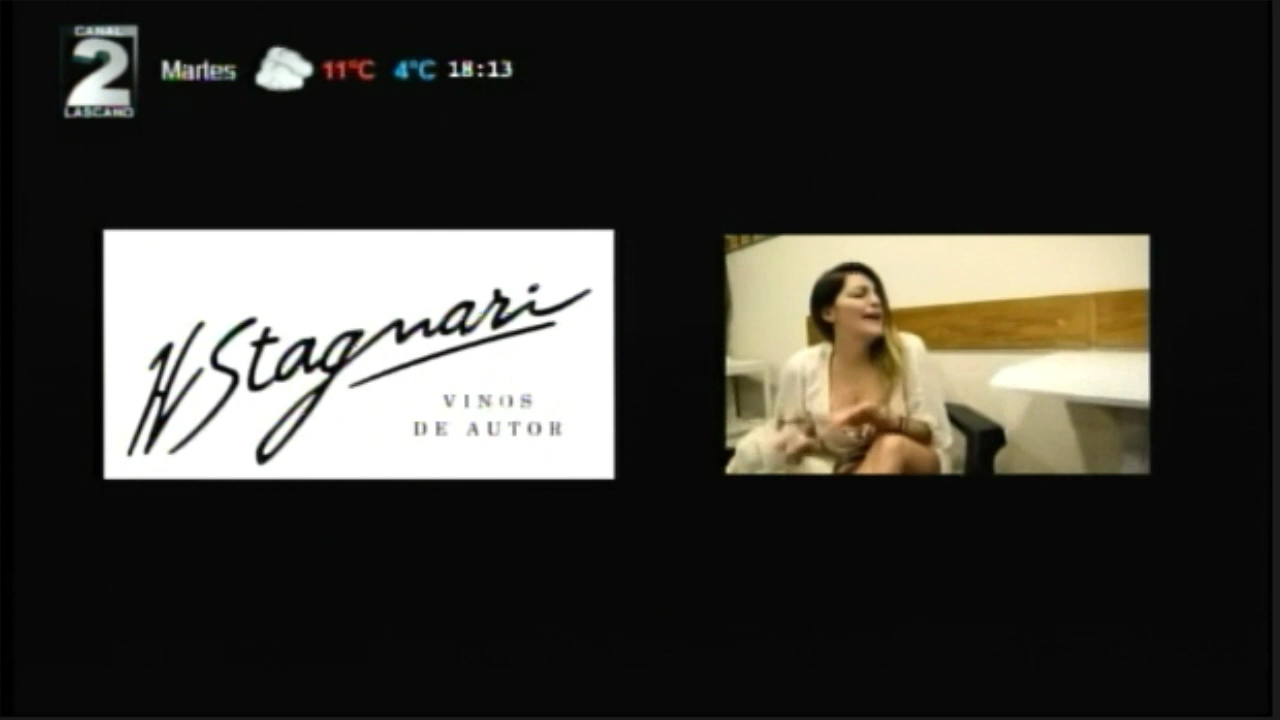 CANAL
2
LASCANO
Martes 11°C 4°C 18:13
H Stagnari
VINOS
DE AUTOR